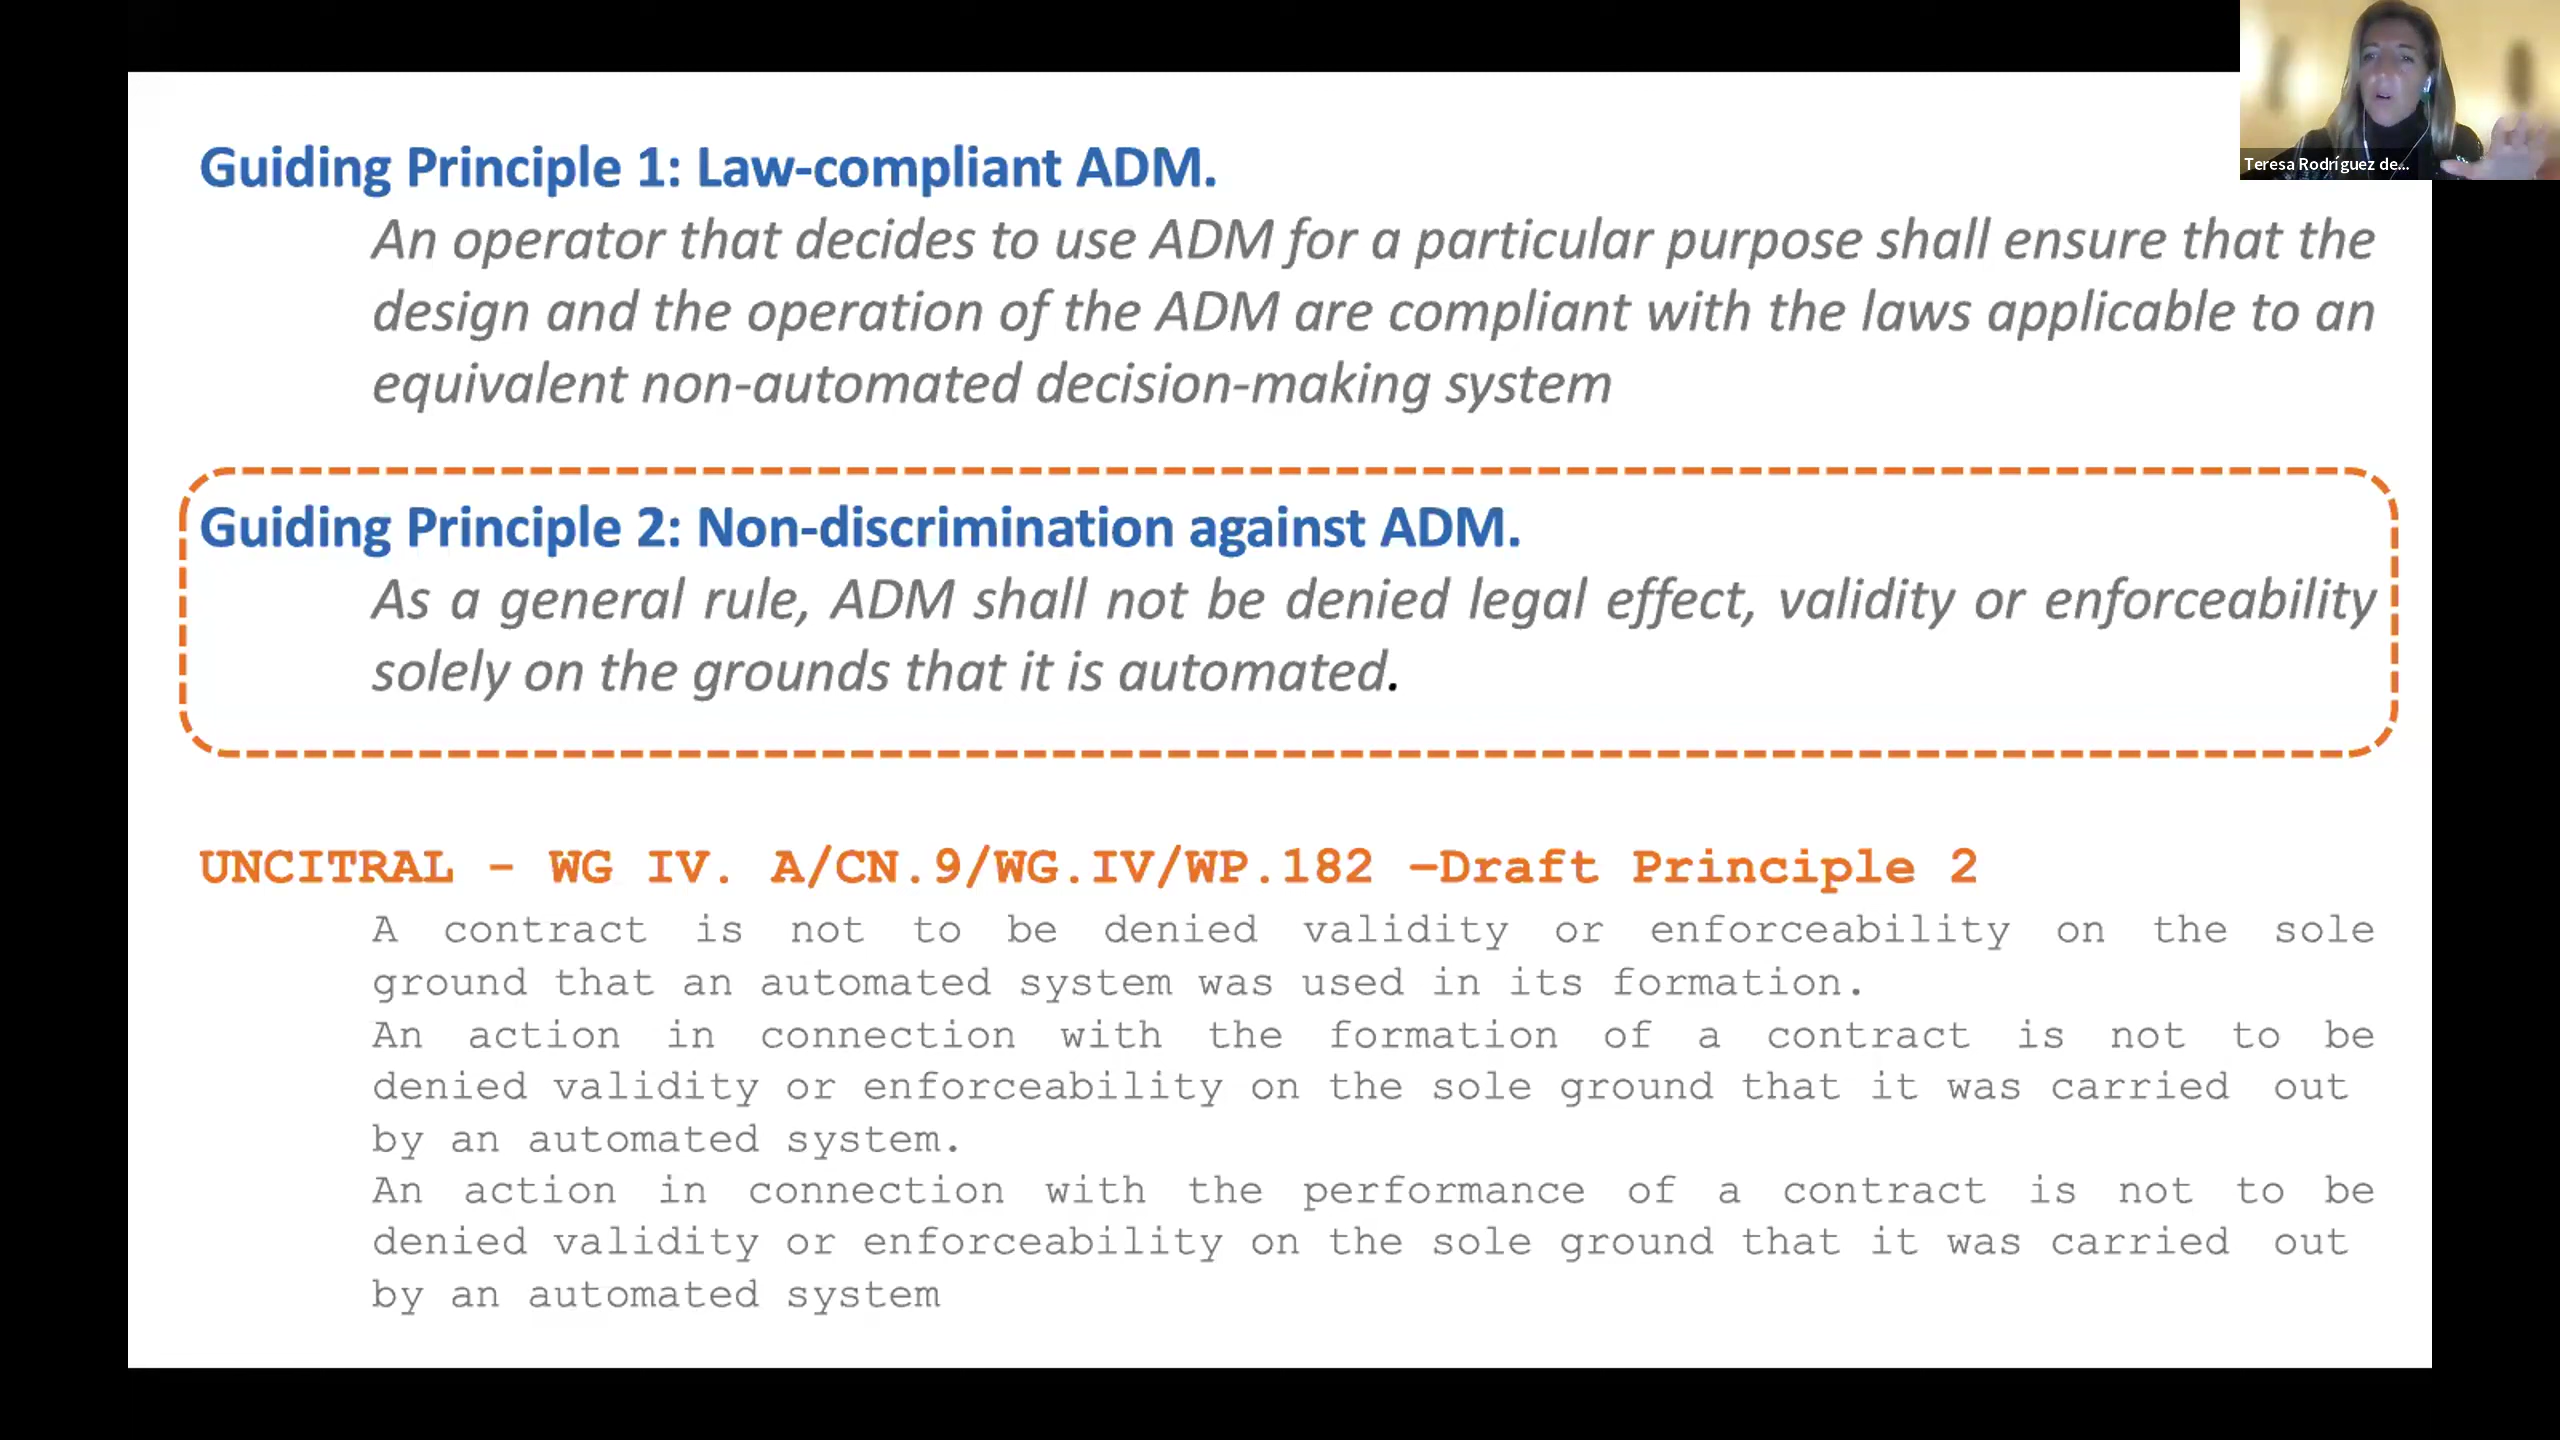 Guiding Principle 1: Law-compliant ADM.
An operator that decides to use ADM for a particular purpose shall ensure that the
design and the operation of the ADM are compliant with the laws applicable to an
equivalent non-automated decision-making system
Guiding Principle 2: Non-discrimination against ADM.
As a general rule, ADM shall not be denied legal effect, validity or enforceability
solely on the grounds that it is automated.
UNCITRAL - WG IV. A/CN.9/WG.IV/WP.182 –Draft Principle 2
A contract is not to be denied validity or enforceability on the sole
ground that an automated system was used in its formation.
An action in connection with the formation of a contract is not to be
denied validity or enforceability on the sole ground that it was carried out
by an automated system.
An action in connection with the performance of a contract is not to be
denied validity or enforceability on the sole ground that it was carried out
by an automated system
Teresa Rodríguez de...